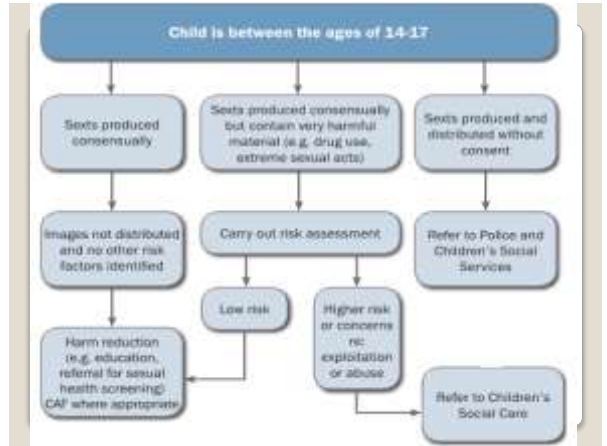 Child is between the ages of 14-17
Sexts produced
consensually
Sexts produced consensually
but contain very harmful
material (e.g. drug use,
extreme sexual acts)
Sexts produced and
distributed without
consent
Images not distributed
and no other risk
factors identified
Carry out risk assessment
Refer to Police and
Children's Social
Services
Low risk
Higher risk
or concerns
re:
exploitation
or abuse
Harm reduction
(e.g. education,
referral for sexual
health screening)
CAF where appropriate
Refer to Children's
Social Care